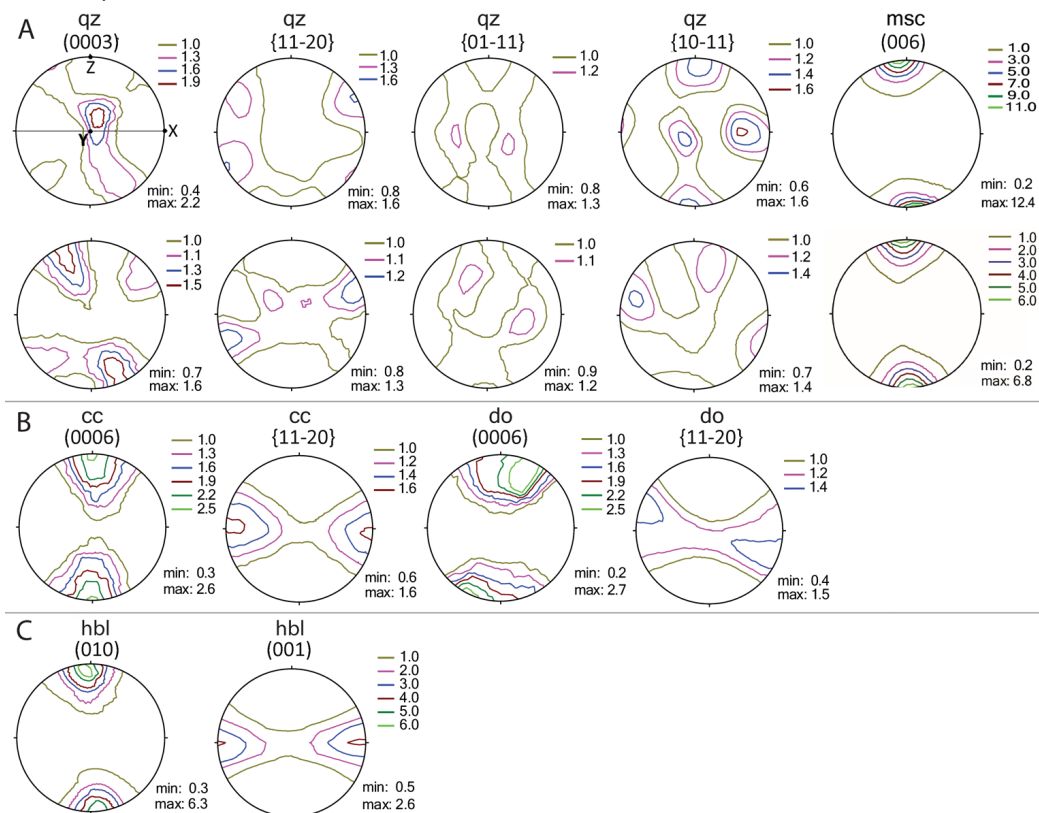 A
qz
(0003)
Z
Y
X
1.0
1.3
1.6
1.9
min: 0.4
max: 2.2
qz
{11-20}
1.0
1.3
1.6
min: 0.8
max: 1.6
qz
{01-11}
1.0
1.2
min: 0.8
max: 1.3
qz
{10-11}
1.0
1.2
1.4
1.6
min: 0.6
max: 1.6
msc
(006)
1.0
3.0
5.0
7.0
9.0
11.0
min: 0.2
max: 12.4
1.0
1.1
1.3
1.5
min: 0.7
max: 1.6
1.0
1.1
1.2
min: 0.8
max: 1.3
1.0
1.1
min: 0.9
max: 1.2
1.0
1.2
1.4
min: 0.7
max: 1.4
1.0
2.0
3.0
4.0
5.0
6.0
min: 0.2
max: 6.8
B
cc
(0006)
1.0
1.3
1.6
1.9
2.2
2.5
min: 0.3
max: 2.6
cc
{11-20}
1.0
1.2
1.4
1.6
min: 0.6
max: 1.6
do
(0006)
1.0
1.3
1.6
1.9
2.2
2.5
min: 0.2
max: 2.7
do
{11-20}
1.0
1.2
1.4
min: 0.4
max: 1.5
C
hbl
(010)
min: 0.3
max: 6.3
hbl
(001)
1.0
2.0
3.0
4.0
5.0
6.0
min: 0.5
max: 2.6